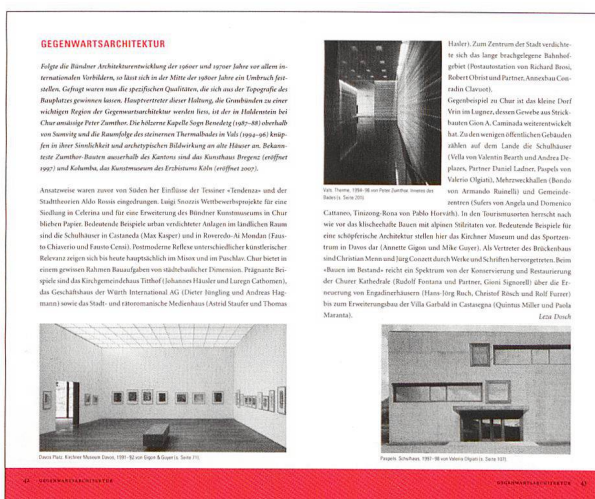 GEGENWARTSARCHITEKTUR
Folgte die Bündner Architekturentwicklung der 1960er und 1970er Jahre vor allem in-
ternationalen Vorbildern, so lässt sich in der Mitte der 1980er Jahre ein Umbruch fest-
stellen. Gefragt waren nun die spezifischen Qualitäten, die sich aus der Topografie des
Bauplatzes gewinnen lassen. Hauptvertreter dieser Haltung, die Graubünden zu einer
wichtigen Region der Gegenwartsarchitektur werden liess, ist der in Haldenstein bei
Chur ansässige Peter Zumthor. Die hölzerne Kapelle Sogn Benedetg (1987–88) oberhalb
von Sumvitg und die Raumfolge des steinernen Thermalbades in Vals (1994–96) knüp-
fen in ihrer Sinnlichkeit und archetypischen Bildwirkung an alte Häuser an. Bekann-
teste Zumthor-Bauten ausserhalb des Kantons sind das Kunsthaus Bregenz (eröffnet
1997) und Kolumba, das Kunstmuseum des Erzbistums Köln (eröffnet 2007).
Ansatzweise waren zuvor von Süden her Einflüsse der Tessiner «Tendenza» und der
Stadttheorien Aldo Rossis eingedrungen. Luigi Snozzis Wettbewerbsprojekte für eine
Siedlung in Celerina und für eine Erweiterung des Bündner Kunstmuseums in Chur
blieben Papier. Bedeutende Beispiele urban verdichteter Anlagen im ländlichen Raum
sind die Schulhäuser in Castaneda (Max Kasper) und in Roveredo-Ai Mondan (Faus-
to Chiaverio und Fausto Censi). Postmoderne Reflexe unterschiedlicher künstlerischer
Relevanz zeigen sich bis heute hauptsächlich im Misox und im Puschlav. Chur bietet in
einem gewissen Rahmen Bauaufgaben von städtebaulicher Dimension. Prägnante Bei-
spiele sind das Kirchgemeindehaus Titthof (Johannes Häusler und Luregn Cathomen),
das Geschäftshaus der Würth International AG (Dieter Jüngling und Andreas Hag-
mann) sowie das Stadt- und rätoromanische Medienhaus (Astrid Staufer und Thomas
Davos Platz. Kirchner Museum Davos, 1991–92 von Gigon & Guyer (s. Seite 71).
42 GEGENWARTSARCHITEKTUR
Vals. Therme, 1994–96 von Peter Zumthor. Inneres des
Bades (s. Seite 201).
Hasler). Zum Zentrum der Stadt verdichte-
te sich das lange brachgelegene Bahnhof-
gebiet (Postautostation von Richard Brosi,
Robert Obrist und Partner, Annexbau Con-
radin Clavuot).
Gegenbeispiel zu Chur ist das kleine Dorf
Vrin im Lugnez, dessen Gewebe aus Strick-
bauten Gion A. Caminada weiterentwickelt
hat. Zu den wenigen öffentlichen Gebäuden
zählen auf dem Lande die Schulhäuser
(Vella von Valentin Bearth und Andrea De-
plazes, Partner Daniel Ladner, Paspels von
Valerio Olgiati), Mehrzweckhallen (Bondo
von Armando Ruinelli) und Gemeinde-
zentren (Sufers von Angela und Domenico
Cattaneo, Tinizong-Rona von Pablo Horváth). In den Tourismusorten herrscht nach
wie vor das klischeehafte Bauen mit alpinen Stilzitaten vor. Bedeutende Beispiele für
eine schöpferische Architektur stellen hier das Kirchner Museum und das Sportzen-
trum in Davos dar (Annette Gigon und Mike Guyer). Als Vertreter des Brückenbaus
sind Christian Menn und Jürg Conzett durch Werke und Schriften hervorgetreten. Beim
«Bauen im Bestand» reicht ein Spektrum von der Konservierung und Restaurierung
der Churer Kathedrale (Rudolf Fontana und Partner, Gioni Signorell) über die Er-
neuerung von Engadinerhäusern (Hans-Jörg Ruch, Christof Rösch und Rolf Furrer)
bis zum Erweiterungsbau der Villa Garbald in Castasegna (Quintus Miller und Paola
Maranta). Leza Dosch
Paspels. Schulhaus, 1997–98 von Valerio Olgiati (s. Seite 107).
GEGENWARTSARCHITEKTUR 43